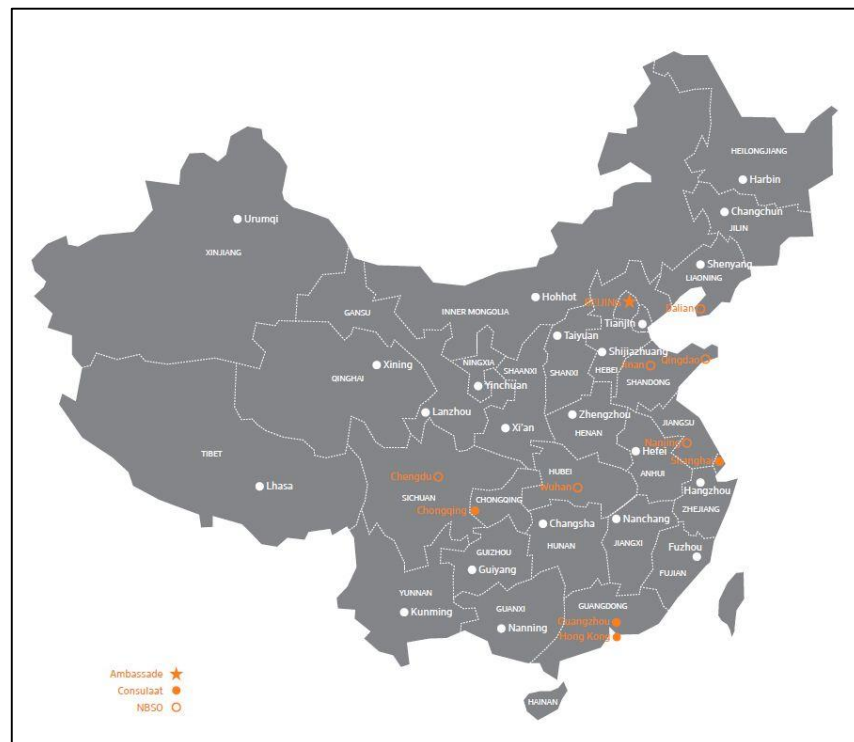 HEILONGJIANG
Harbin
Changchun
JILIN
Urumqi
XINJIANG
Shenyang
LIAONING
Hohhot
BEIJING
Dalian
GANSU
INNER MONGOLIA
Tianjin
Taiyuan
Shijiazhuang
Qingdao
Xining
NINGXIA
SHAANXI
SHANXI
HEBEI
Jinan
QINGHAI
Yinchuan
SHANDONG
Lanzhou
Zhengzhou
JIANGSU
Xi'an
HENAN
Nanjing
Hefei
TIBET
Shanghai
HUBEI
ANHUI
Chengdu
Lhasa
SICHUAN
CHONGQING
Wuhan
Hangzhou
Chongqing
ZHEJIANG
Changsha
Nanchang
HUNAN
JIANGXI
GUIZHOU
Fuzhou
Guiyang
FUJIAN
YUNNAN
Kunming
GUANXI
GUANGDONG
Nanning
Guangzhou
Hong Kong
Ambassade
Consulaat
NBSO
HAINAN